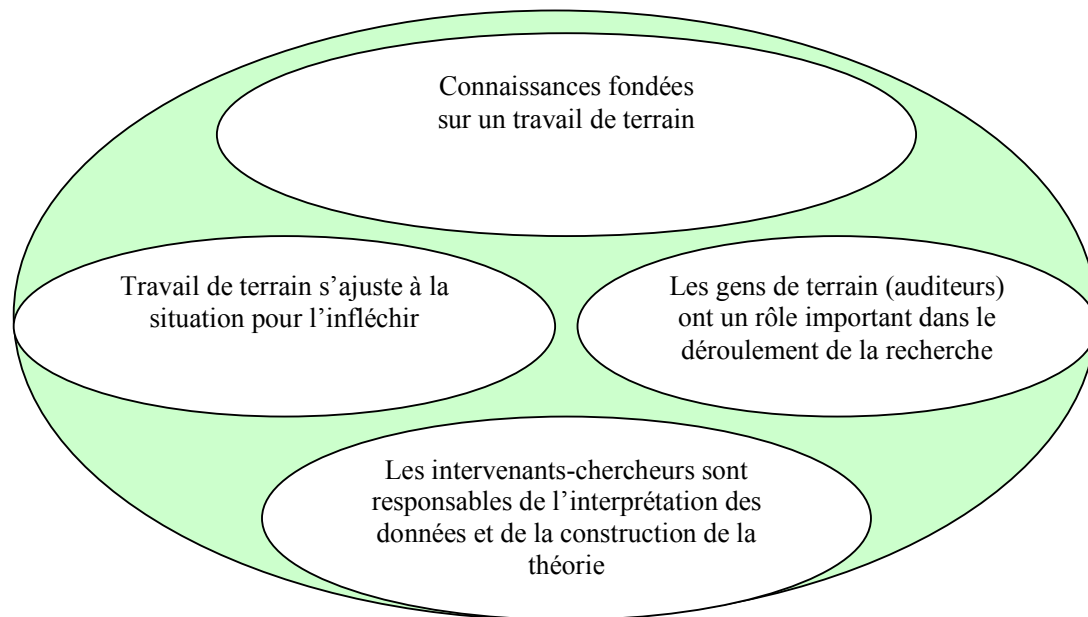 Connaissances fondées
sur un travail de terrain
Travail de terrain s’ajuste à la
situation pour l’infléchir
Les gens de terrain (auditeurs)
ont un rôle important dans le
déroulement de la recherche
Les intervenants-chercheurs sont
responsables de l’interprétation des
données et de la construction de la
théorie